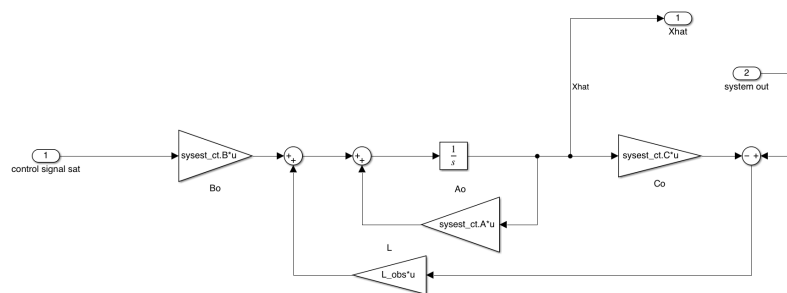 1
Xhat
2
system out
Xhat
1
control signal sat
sysest_ct.B*u
Bo
+
+
+
+
1
s
Ao
sysest_ct.C*u
Co
- +
sysest_ct.A*u
L
L_obs*u